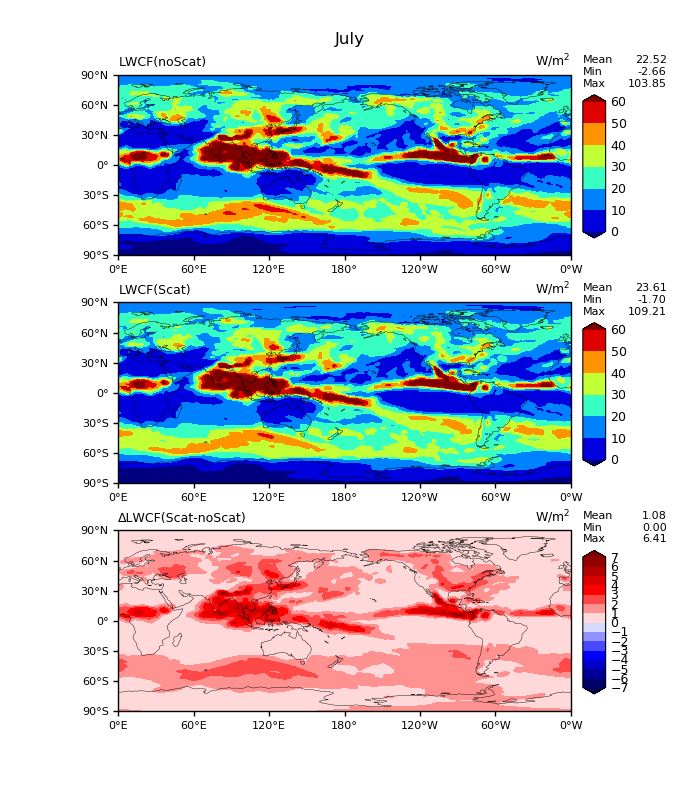 July
LWCF(noScat) W/m² Mean 22.52
Min -2.66
Max 103.85
90°N
60°N
30°N
0°
30°S
60°S
90°S
0°E 60°E 120°E 180° 120°W 60°W 0°W
60
50
40
30
20
10
0
LWCF(Scat) W/m² Mean 23.61
Min -1.70
Max 109.21
90°N
60°N
30°N
0°
30°S
60°S
90°S
0°E 60°E 120°E 180° 120°W 60°W 0°W
60
50
40
30
20
10
0
ΔLWCF(Scat-noScat) W/m² Mean 1.08
Min 0.00
Max 6.41
90°N
60°N
30°N
0°
30°S
60°S
90°S
0°E 60°E 120°E 180° 120°W 60°W 0°W
7
6
5
4
3
2
1
0
−1
−2
−3
−4
−5
−6
−7